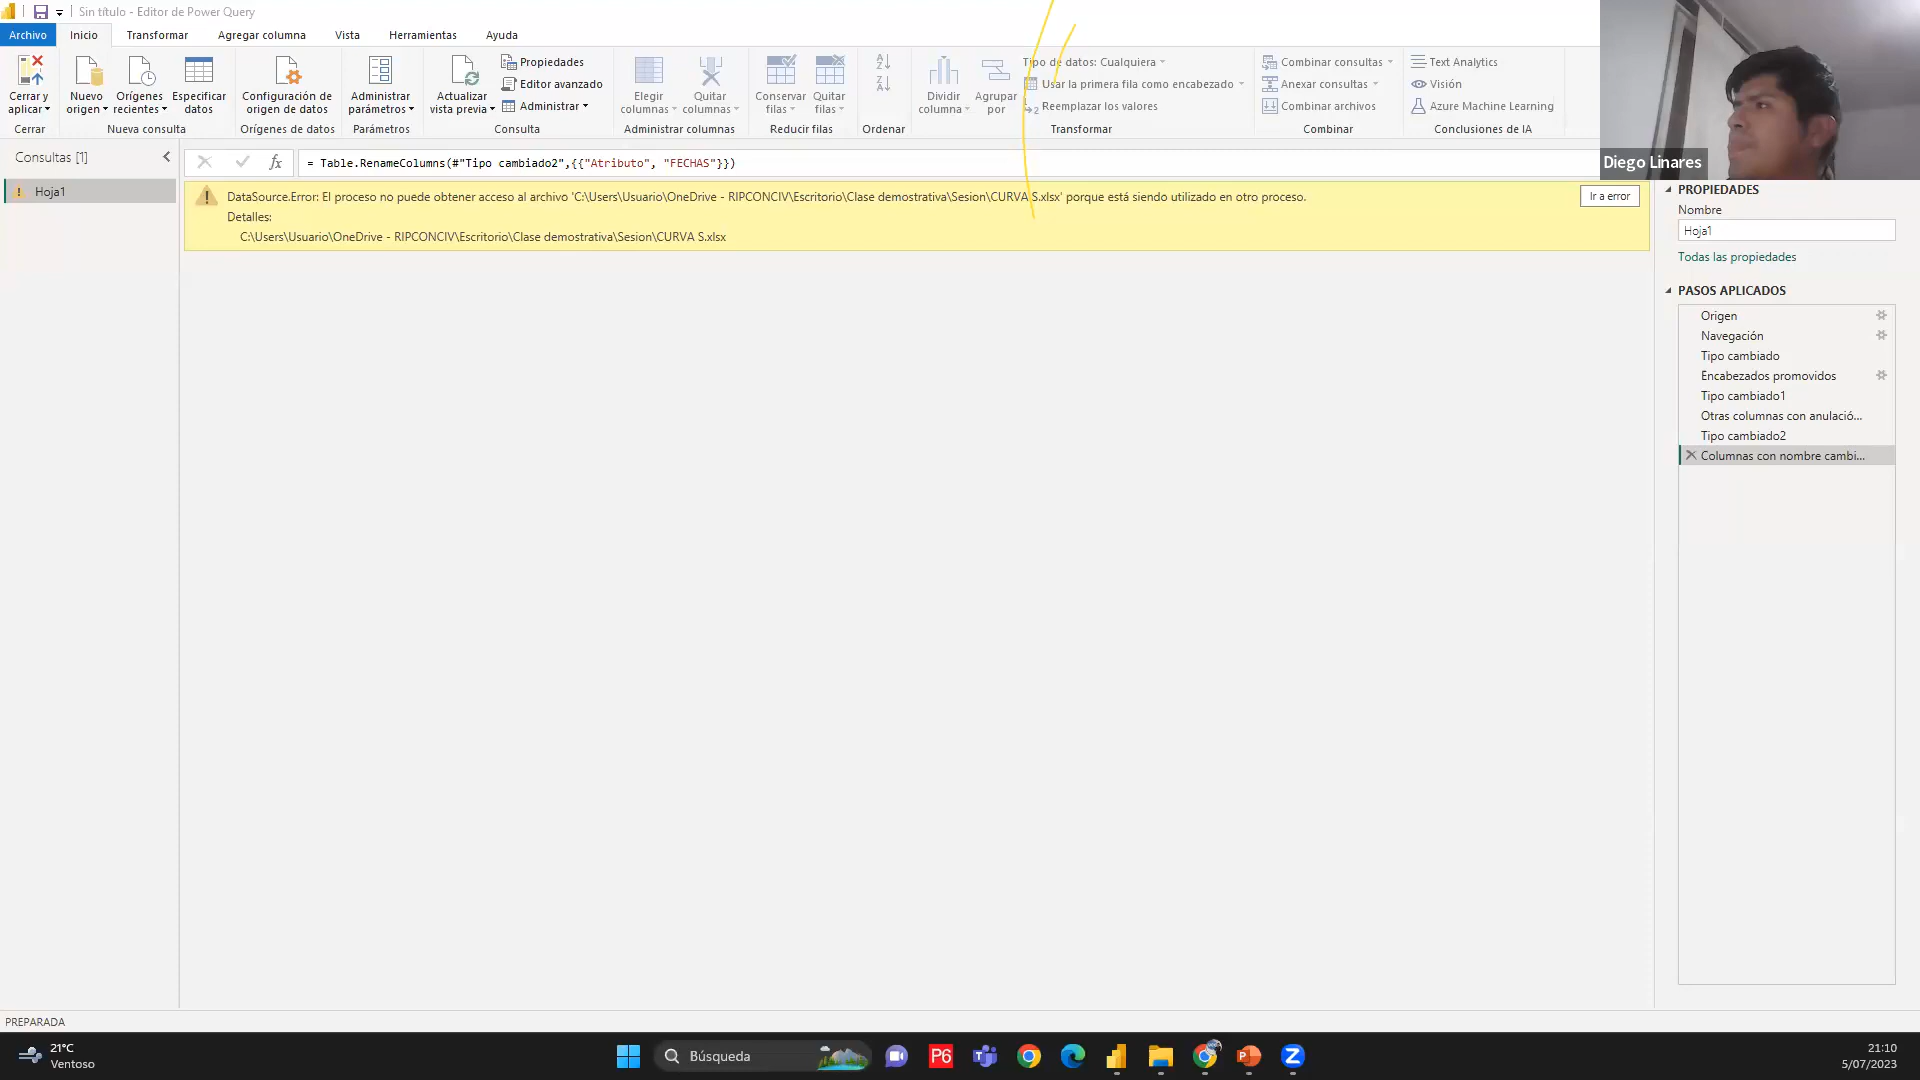 Sin título - Editor de Power Query
Archivo
Inicio
Transformar
Agregar columna
Vista
Herramientas
Ayuda
Cerrar y aplicar
Nuevo origen
Orígenes recientes
Especificar datos
Configuración de origen de datos
Administrar parámetros
Actualizar vista previa
Propiedades
Editor avanzado
Administrar
Elegir columnas
Quitar columnas
Conservar filas
Quitar filas
Dividir columna
Agrupar por
Tipo de datos: Cualquiera
Usar la primera fila como encabezado
Reemplazar los valores
Combinar consultas
Anexar consultas
Combinar archivos
Text Analytics
Visión
Azure Machine Learning
Cerrar
Nueva consulta
Orígenes de datos
Parámetros
Consulta
Administrar columnas
Reducir filas
Ordenar
Transformar
Combinar
Conclusiones de IA
Diego Linares
Consultas [1]
Hoja1
fx
= Table.RenameColumns(#"Tipo cambiado2",{{"Atributo", "FECHAS"}})
DataSource.Error: El proceso no puede obtener acceso al archivo 'C:\Users\Usuario\OneDrive - RIPCONCIV\Escritorio\Clase demostrativa\Sesion\CURVA S.xlsx' porque está siendo utilizado en otro proceso.
Ir a error
Detalles:
C:\Users\Usuario\OneDrive - RIPCONCIV\Escritorio\Clase demostrativa\Sesion\CURVA S.xlsx
PROPIEDADES
Nombre
Hoja1
Todas las propiedades
PASOS APLICADOS
Origen
Navegación
Tipo cambiado
Encabezados promovidos
Tipo cambiado1
Otras columnas con anulació...
Tipo cambiado2
Columnas con nombre cambi...
PREPARADA
21°C
Ventoso
Búsqueda
P6
21:10
5/07/2023